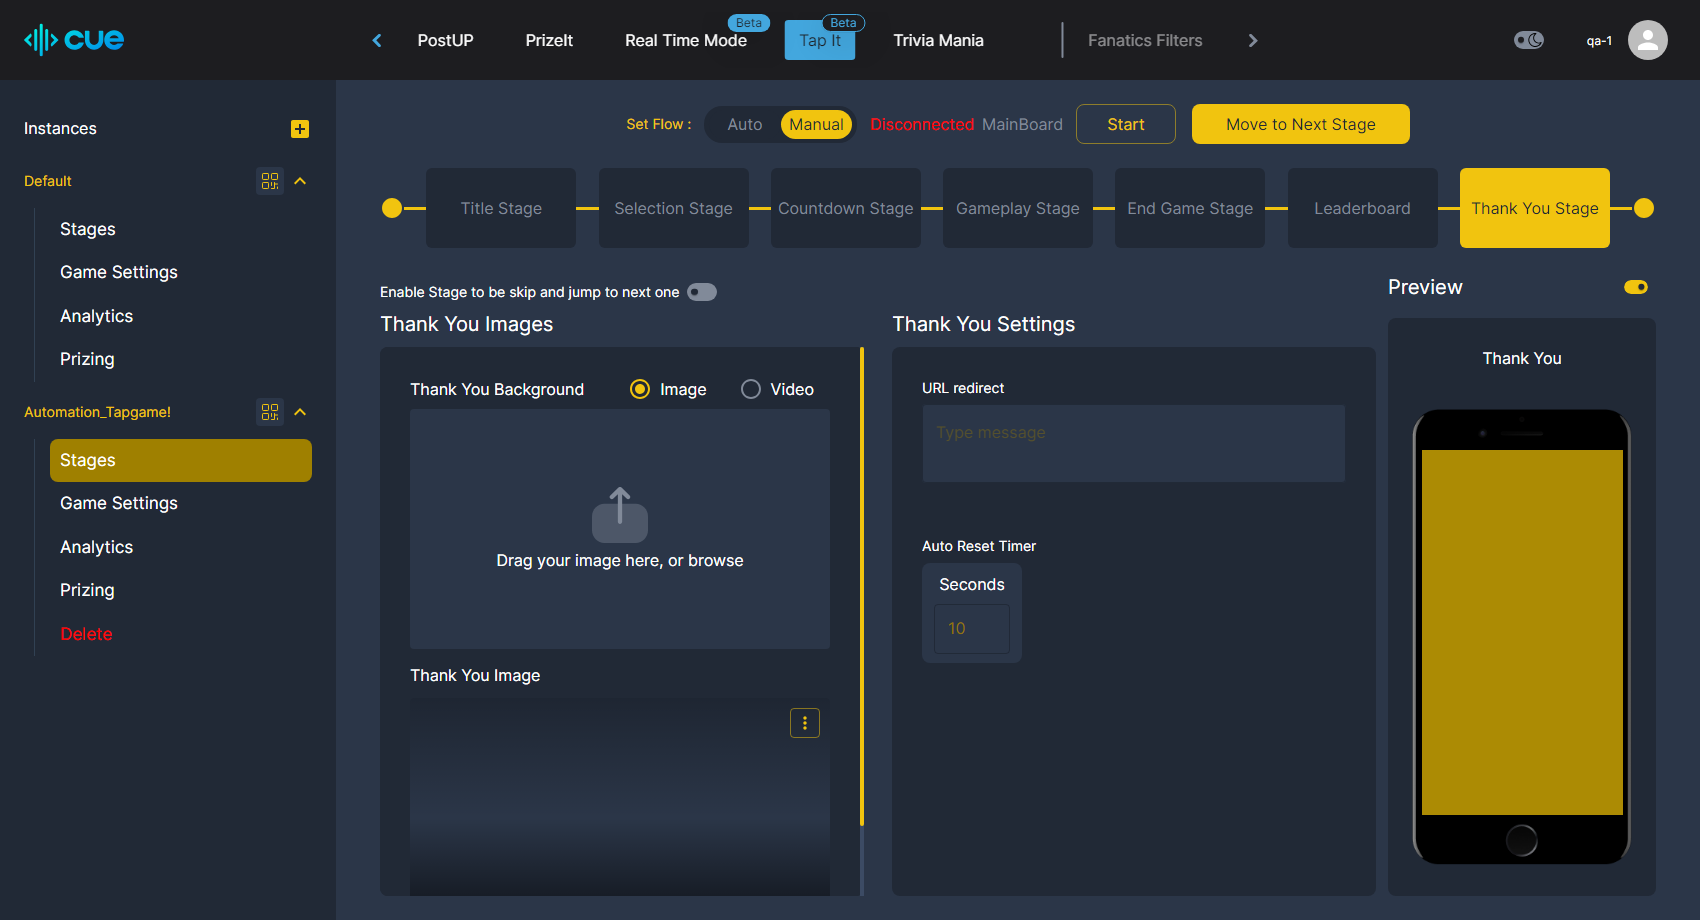 cue
PostUP
PrizeIt
Real Time Mode
Beta
Tap It
Beta
Trivia Mania
Fanatics Filters
qa-1
Instances
Default
Stages
Game Settings
Analytics
Prizing
Automation_Tapgame!
Stages
Game Settings
Analytics
Prizing
Delete
Set Flow :
Auto
Manual
Disconnected MainBoard
Start
Move to Next Stage
Title Stage
Selection Stage
Countdown Stage
Gameplay Stage
End Game Stage
Leaderboard
Thank You Stage
Enable Stage to be skip and jump to next one
Thank You Images
Thank You Background
Image
Video
Drag your image here, or browse
Thank You Image
Thank You Settings
URL redirect
Type message
Auto Reset Timer
Seconds
10
Preview
Thank You